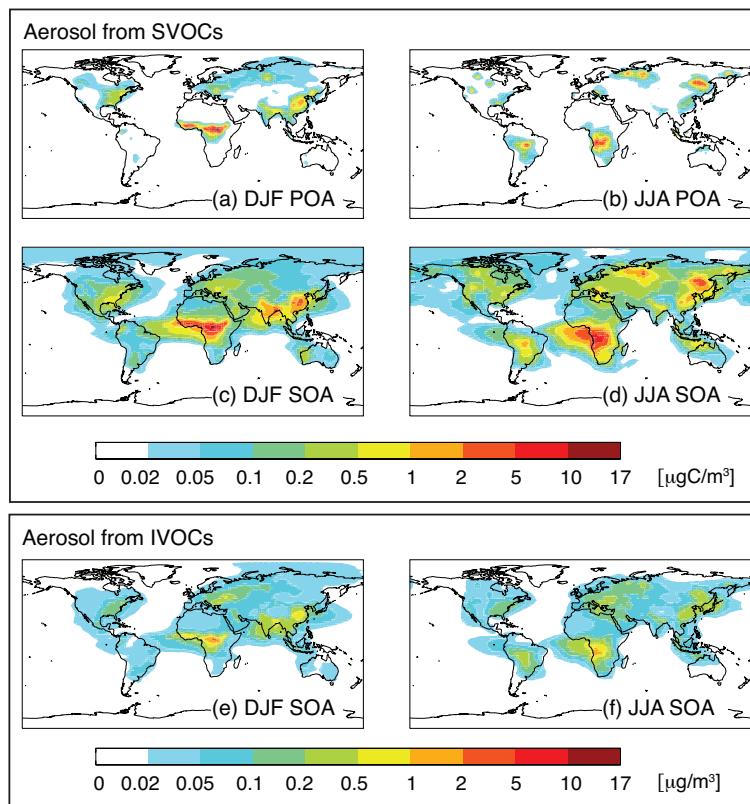 Aerosol from SVOCs
(a) DJF POA
(b) JJA POA
(c) DJF SOA
(d) JJA SOA
0 0.02 0.05 0.1 0.2 0.5 1 2 5 10 17 [µgC/m³]
Aerosol from IVOCs
(e) DJF SOA
(f) JJA SOA
0 0.02 0.05 0.1 0.2 0.5 1 2 5 10 17 [µg/m³]